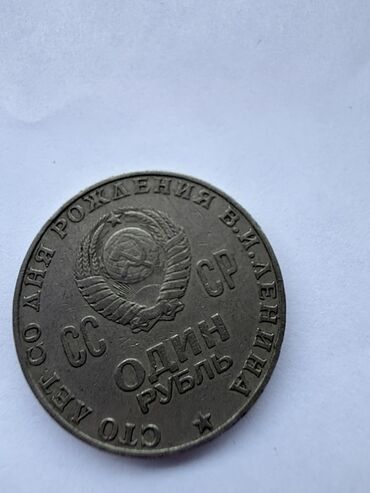 СТО ЛЕТ СО ДНЯ РОЖДЕНИЯ В.И.ЛЕНИНА
СС СР
ОДИН
РУБЛЬ